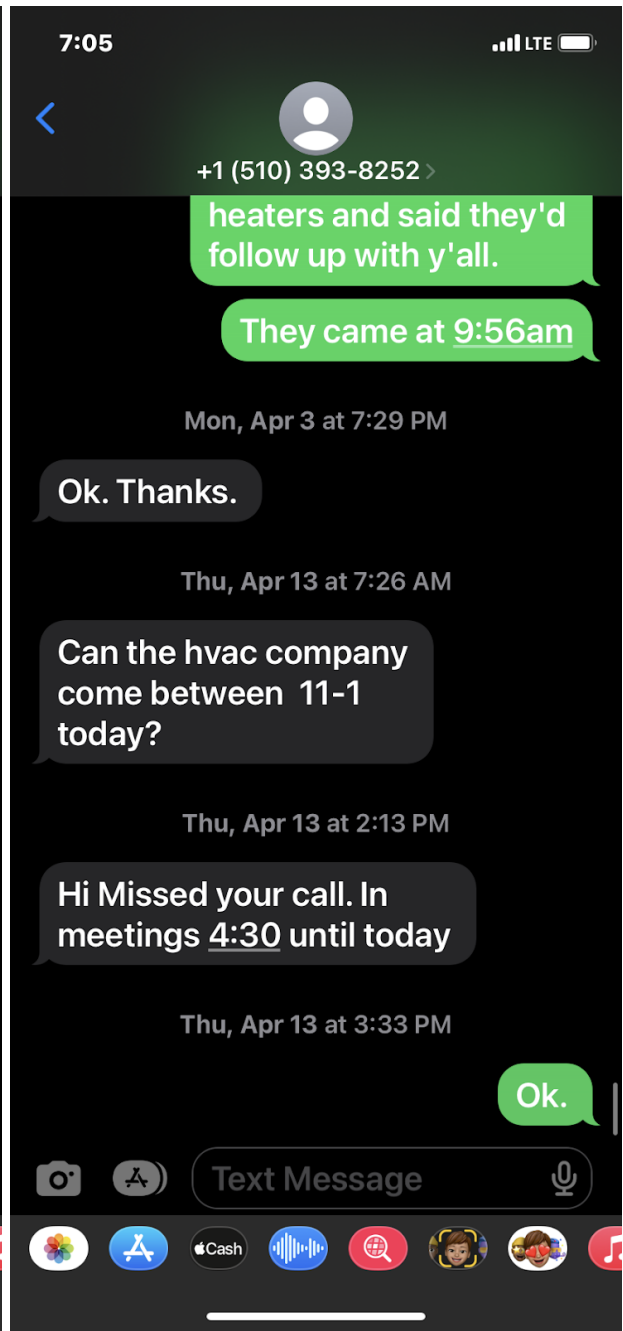 7:05
LTE
+1 (510) 393-8252
heaters and said they'd
follow up with y'all.
They came at 9:56am
Mon, Apr 3 at 7:29 PM
Ok. Thanks.
Thu, Apr 13 at 7:26 AM
Can the hvac company
come between  11-1
today?
Thu, Apr 13 at 2:13 PM
Hi Missed your call. In
meetings 4:30 until today
Thu, Apr 13 at 3:33 PM
Ok.
Text Message
Cash